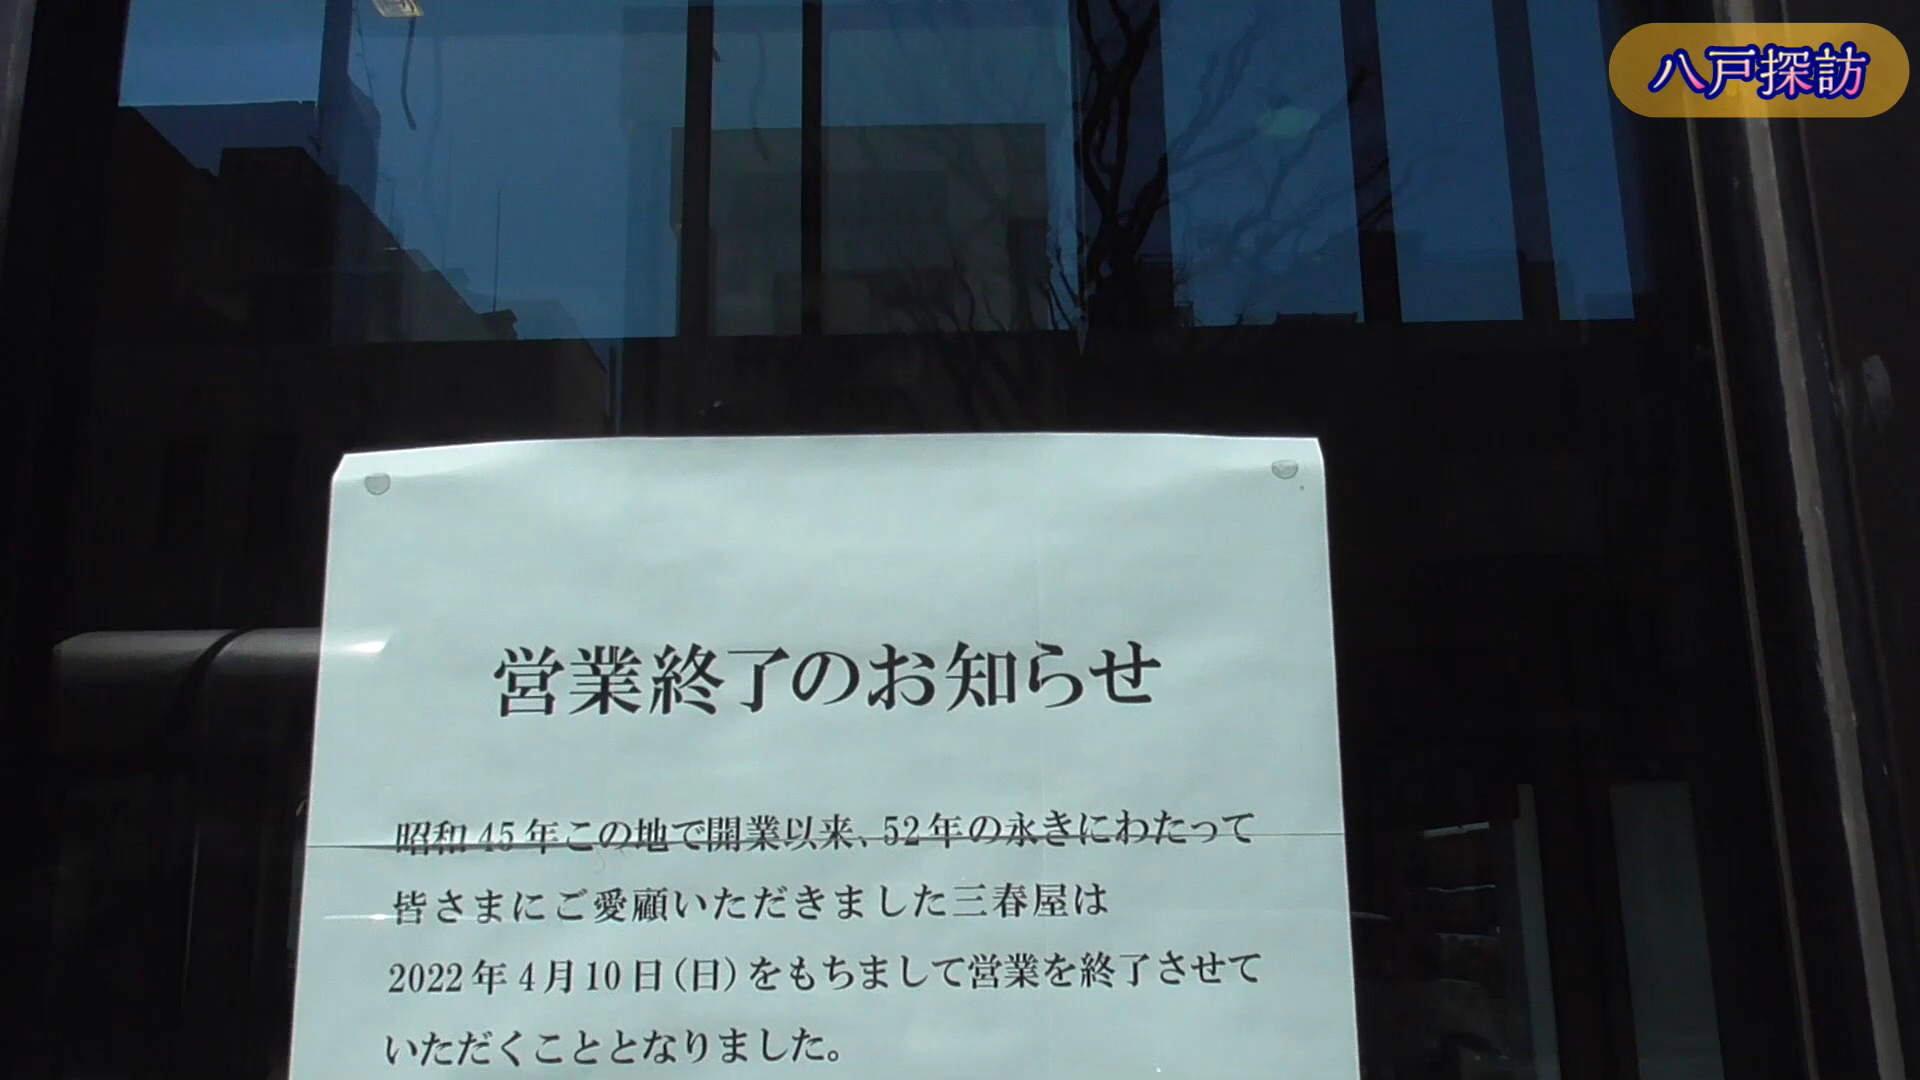 八戸探訪
営業終了のお知らせ
昭和45年この地で開業以来、52年の永きにわたって
皆さまにご愛顧いただきました三春屋は
2022年4月10日(日)をもちまして営業を終了させて
いただくこととなりました。